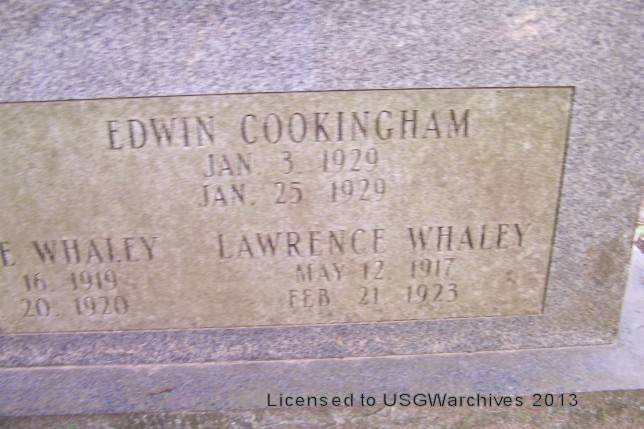 EDWIN COOKINGHAM
JAN. 3 1929
JAN. 25 1929
E WHALEY
16. 1919
20. 1920
LAWRENCE WHALEY
MAY 12. 1917
FEB. 21 1923
Licensed to USGWarchives 2013